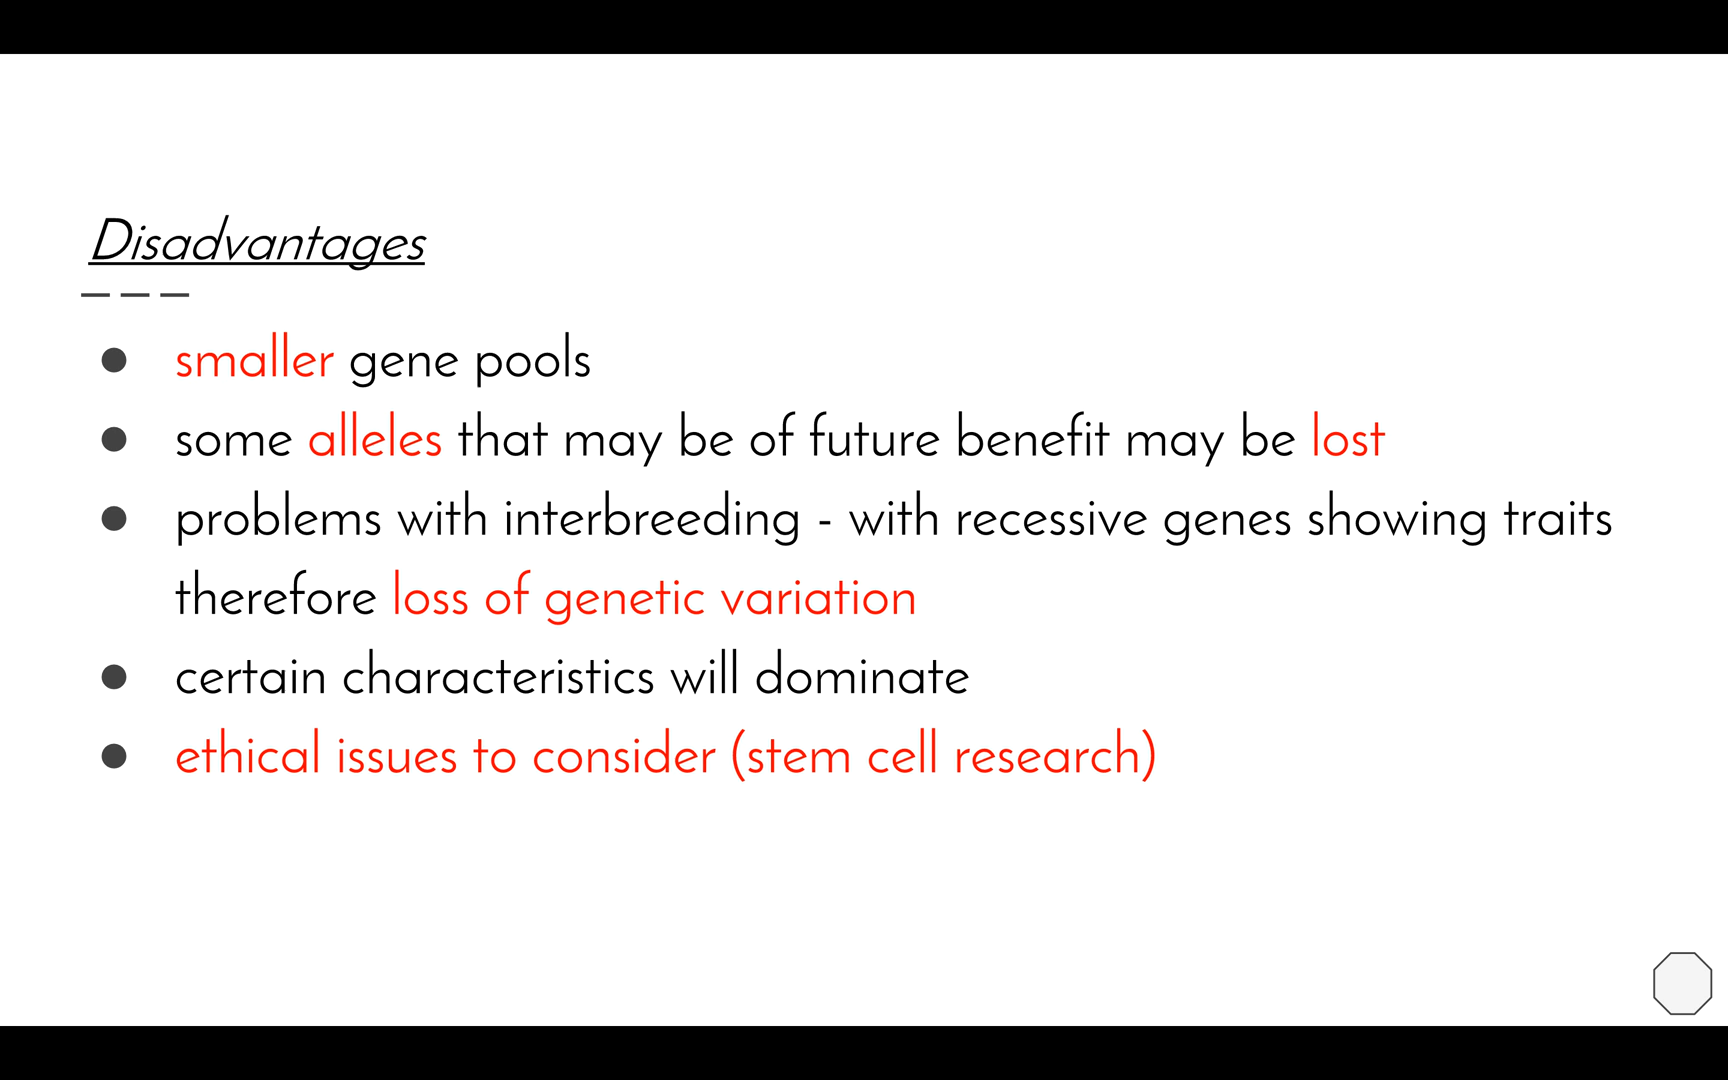 Disadvantages
● smaller gene pools
● some alleles that may be of future benefit may be lost
● problems with interbreeding - with recessive genes showing traits
therefore loss of genetic variation
● certain characteristics will dominate
● ethical issues to consider (stem cell research)